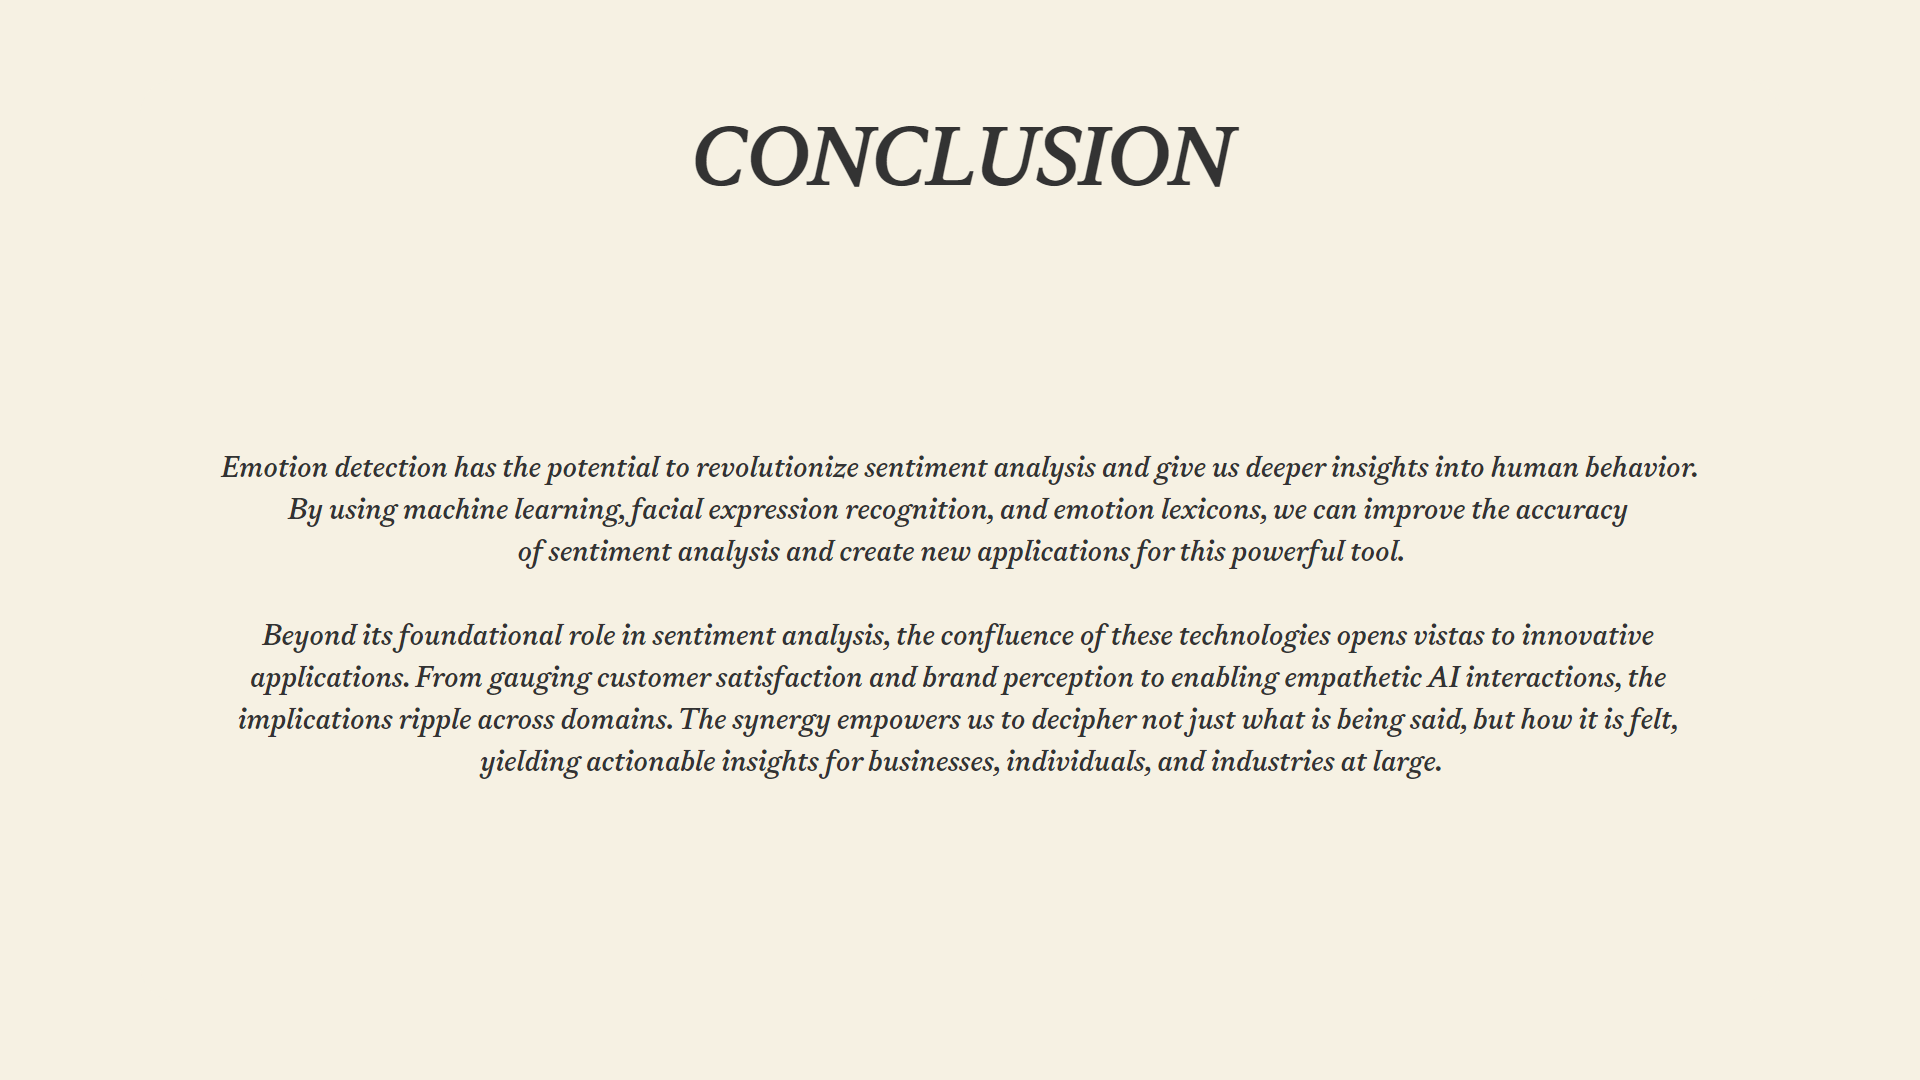 CONCLUSION
Emotion detection has the potential to revolutionize sentiment analysis and give us deeper insights into human behavior.
By using machine learning, facial expression recognition, and emotion lexicons, we can improve the accuracy
of sentiment analysis and create new applications for this powerful tool.
Beyond its foundational role in sentiment analysis, the confluence of these technologies opens vistas to innovative
applications. From gauging customer satisfaction and brand perception to enabling empathetic AI interactions, the
implications ripple across domains. The synergy empowers us to decipher not just what is being said, but how it is felt,
yielding actionable insights for businesses, individuals, and industries at large.